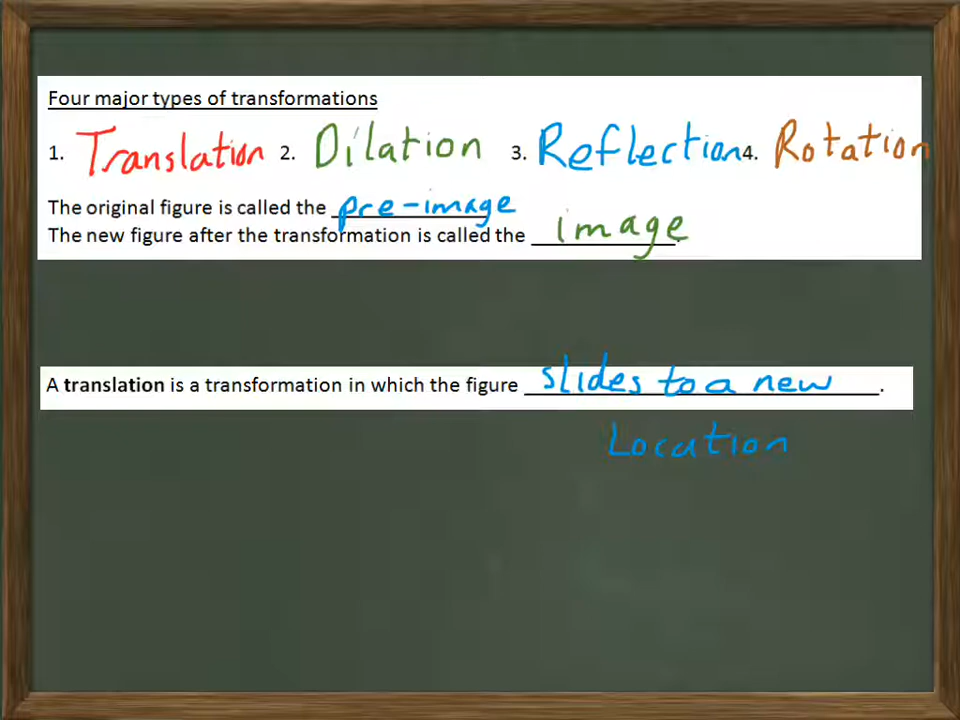 Four major types of transformations
1. Translation 2. Dilation 3. Reflection 4. Rotation
The original figure is called the pre-image
The new figure after the transformation is called the image.
A translation is a transformation in which the figure slides to a new.
Location